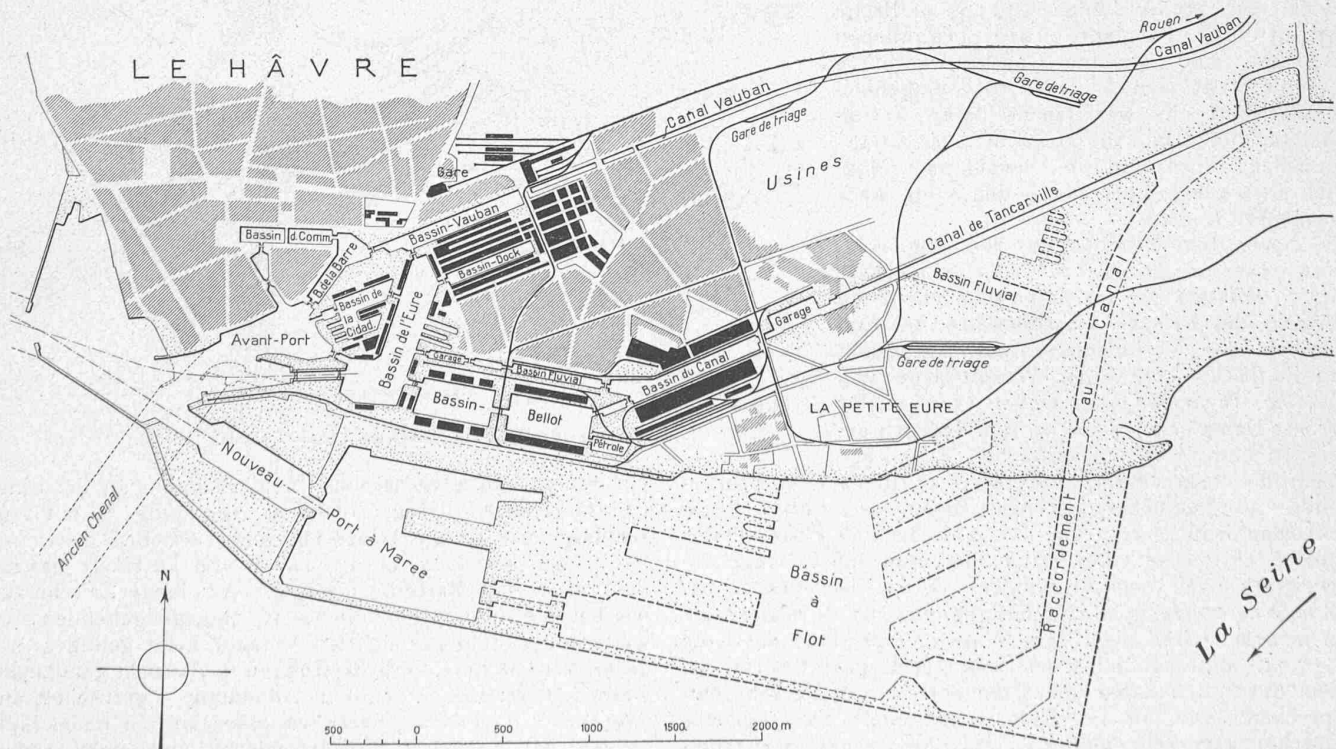 LE HÂVRE
Rouen
Canal Vauban
Canal Vauban
Gare de triage
Gare de triage
Usines
Gare
Bassin-Vauban
Bassin d. Comm.
B. de la Barre
Bassin-Dock
Canal de Tancarville
Bassin de
la
Cidad.
Bassin de l'Eure
Bassin Fluvial
Garage
Avant-Port
Garage
Bassin Fluvial
Bassin du Canal
Gare de triage
Bassin-
Bellot
Pétrole
LA PETITE EURE
Nouveau
Port
à Maree
Ancien Chenal
Raccordement au Canal
Bassin
à
Flot
La Seine
N
500 0 500 1000 1500. 2000 m